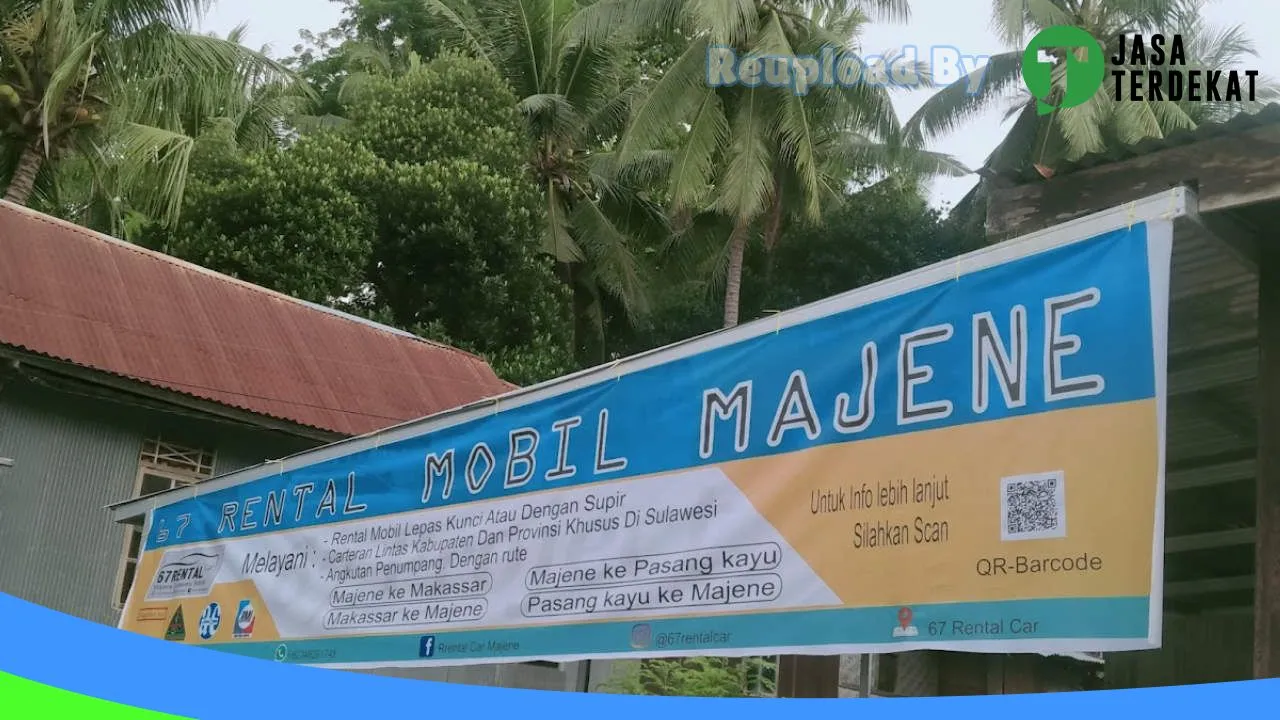 Reupload By
JASA
TERDEKAT
67 RENTAL MOBIL MAJENE
Melayani :
- Rental Mobil Lepas Kunci Atau Dengan Supir
- Carteran Lintas Kabupaten Dan Provinsi Khusus Di Sulawesi
- Angkutan Penumpang. Dengan rute
Majene ke Makassar
Makassar ke Majene
Majene ke Pasang kayu
Pasang kayu ke Majene
Untuk Info lebih lanjut
Silahkan Scan
QR-Barcode
67 RENTAL
Rrental Car Majene
@67rentalcar
67 Rental Car